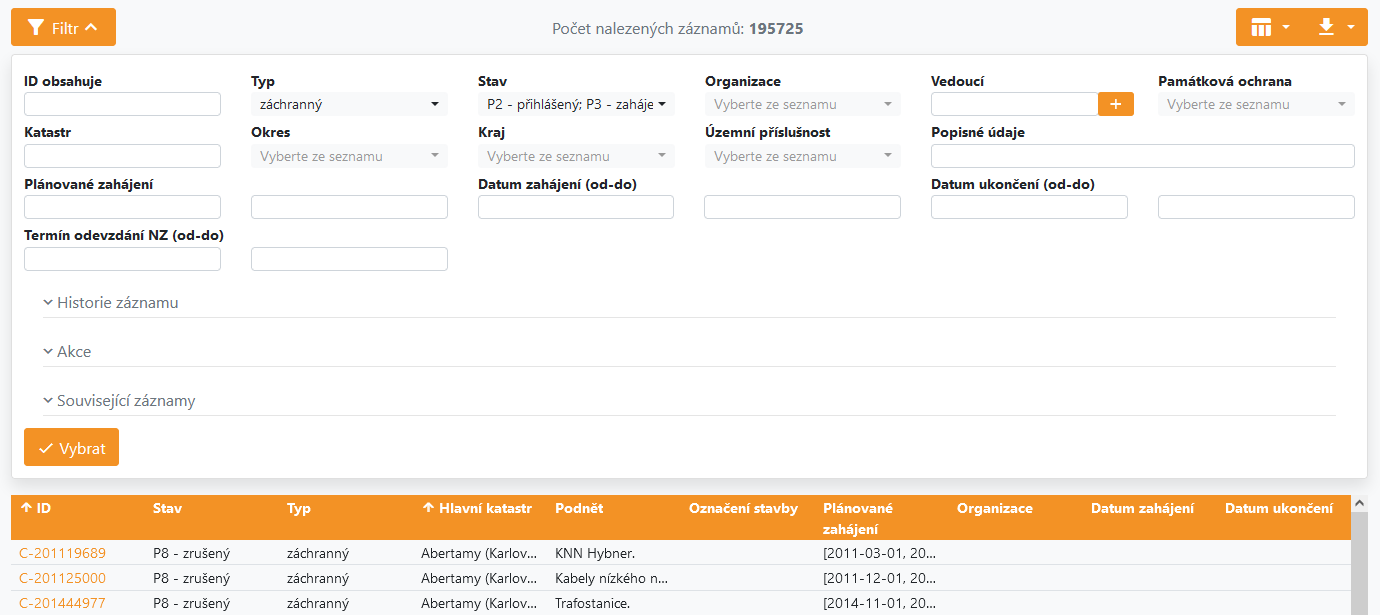 Filtr
Počet nalezených záznamů: 195725
ID obsahuje Typ Stav Organizace Vedoucí Památková ochrana
záchranný P2 - přihlášený; P3 - zaháje Vyberte ze seznamu Vyberte ze seznamu
Katastr Okres Kraj Územní příslušnost Popisné údaje
Vyberte ze seznamu Vyberte ze seznamu Vyberte ze seznamu
Plánované zahájení Datum zahájení (od-do) Datum ukončení (od-do)
Termín odevzdání NZ (od-do)
Historie záznamu
Akce
Související záznamy
Vybrat
ID Stav Typ Hlavní katastr Podnět Označení stavby Plánované zahájení Organizace Datum zahájení Datum ukončení
C-201119689 P8 - zrušený záchranný Abertamy (Karlov... KNN Hybner. [2011-03-01, 20...
C-201125000 P8 - zrušený záchranný Abertamy (Karlov... Kabely nízkého n... [2011-12-01, 20...
C-201444977 P8 - zrušený záchranný Abertamy (Karlov... Trafostanice. [2014-11-01, 20...